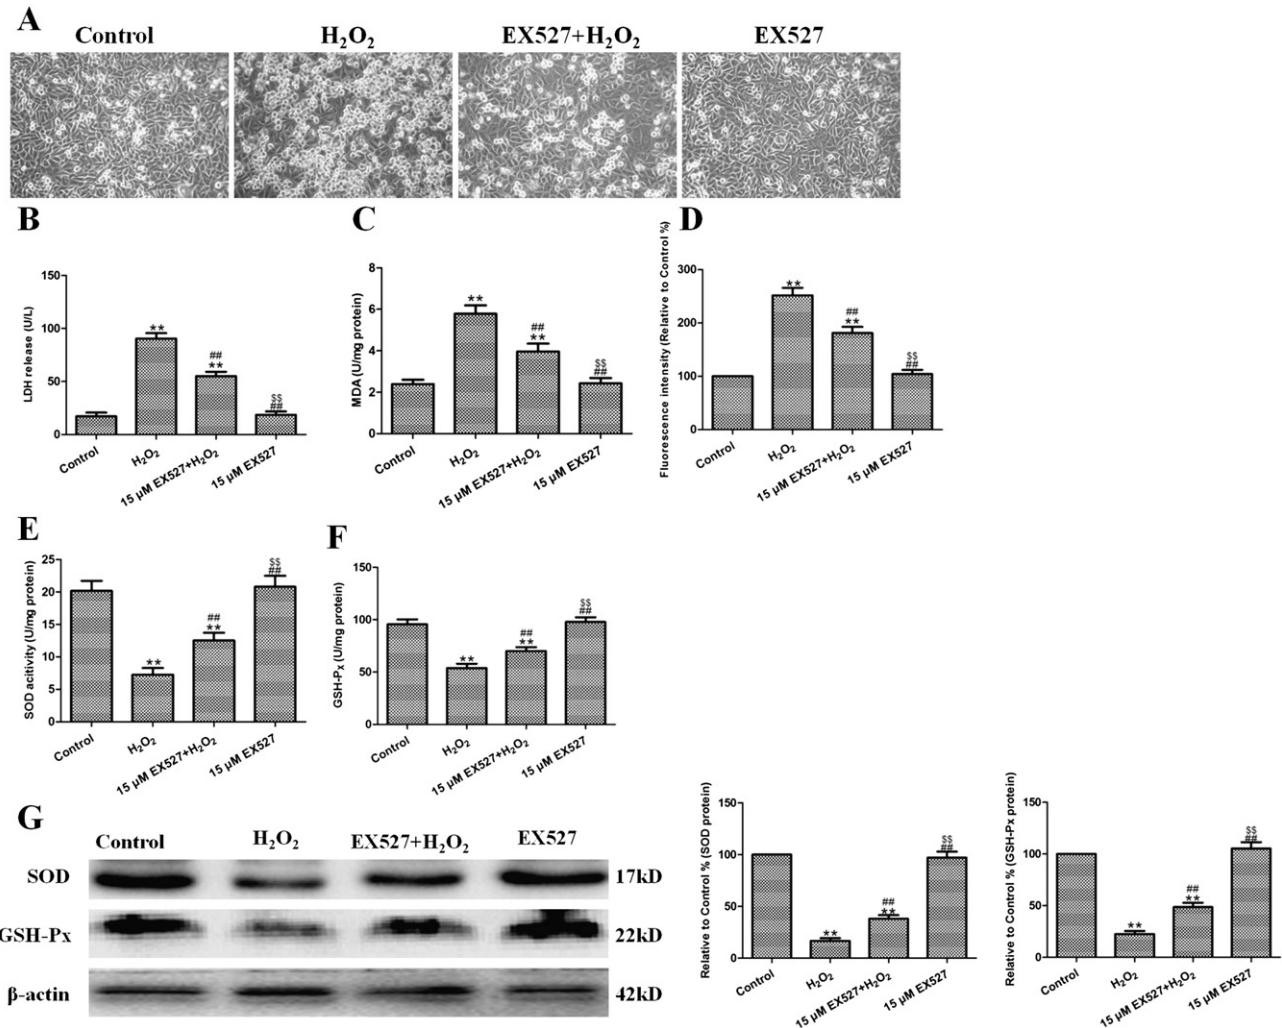 A
Control H₂O₂ EX527+H₂O₂ EX527
B
LDH release (U/L)
150
100
50
0
**
##
**
$$
##
Control H₂O₂ 15 μM EX527+H₂O₂ 15 μM EX527
C
MDA (U/mg protein)
8
6
4
2
0
**
##
**
$$
##
Control H₂O₂ 15 μM EX527+H₂O₂ 15 μM EX527
D
Fluorescence intensity (Relative to Control %)
300
200
100
0
**
##
**
$$
##
Control H₂O₂ 15 μM EX527+H₂O₂ 15 μM EX527
E
SOD acitivity (U/mg protein)
25
20
15
10
5
0
**
##
**
$$
##
Control H₂O₂ 15 μM EX527+H₂O₂ 15 μM EX527
F
GSH-Pₓ (U/mg protein)
150
100
50
0
**
##
**
$$
##
Control H₂O₂ 15 μM EX527+H₂O₂ 15 μM EX527
G
Control H₂O₂ EX527+H₂O₂ EX527
SOD 17kD
GSH-Px 22kD
β-actin 42kD
Relative to Control % (SOD protein)
150
100
50
0
**
##
**
$$
##
Control H₂O₂ 15 μM EX527+H₂O₂ 15 μM EX527
Relative to Control % (GSH-Px protein)
150
100
50
0
**
##
**
$$
##
Control H₂O₂ 15 μM EX527+H₂O₂ 15 μM EX527